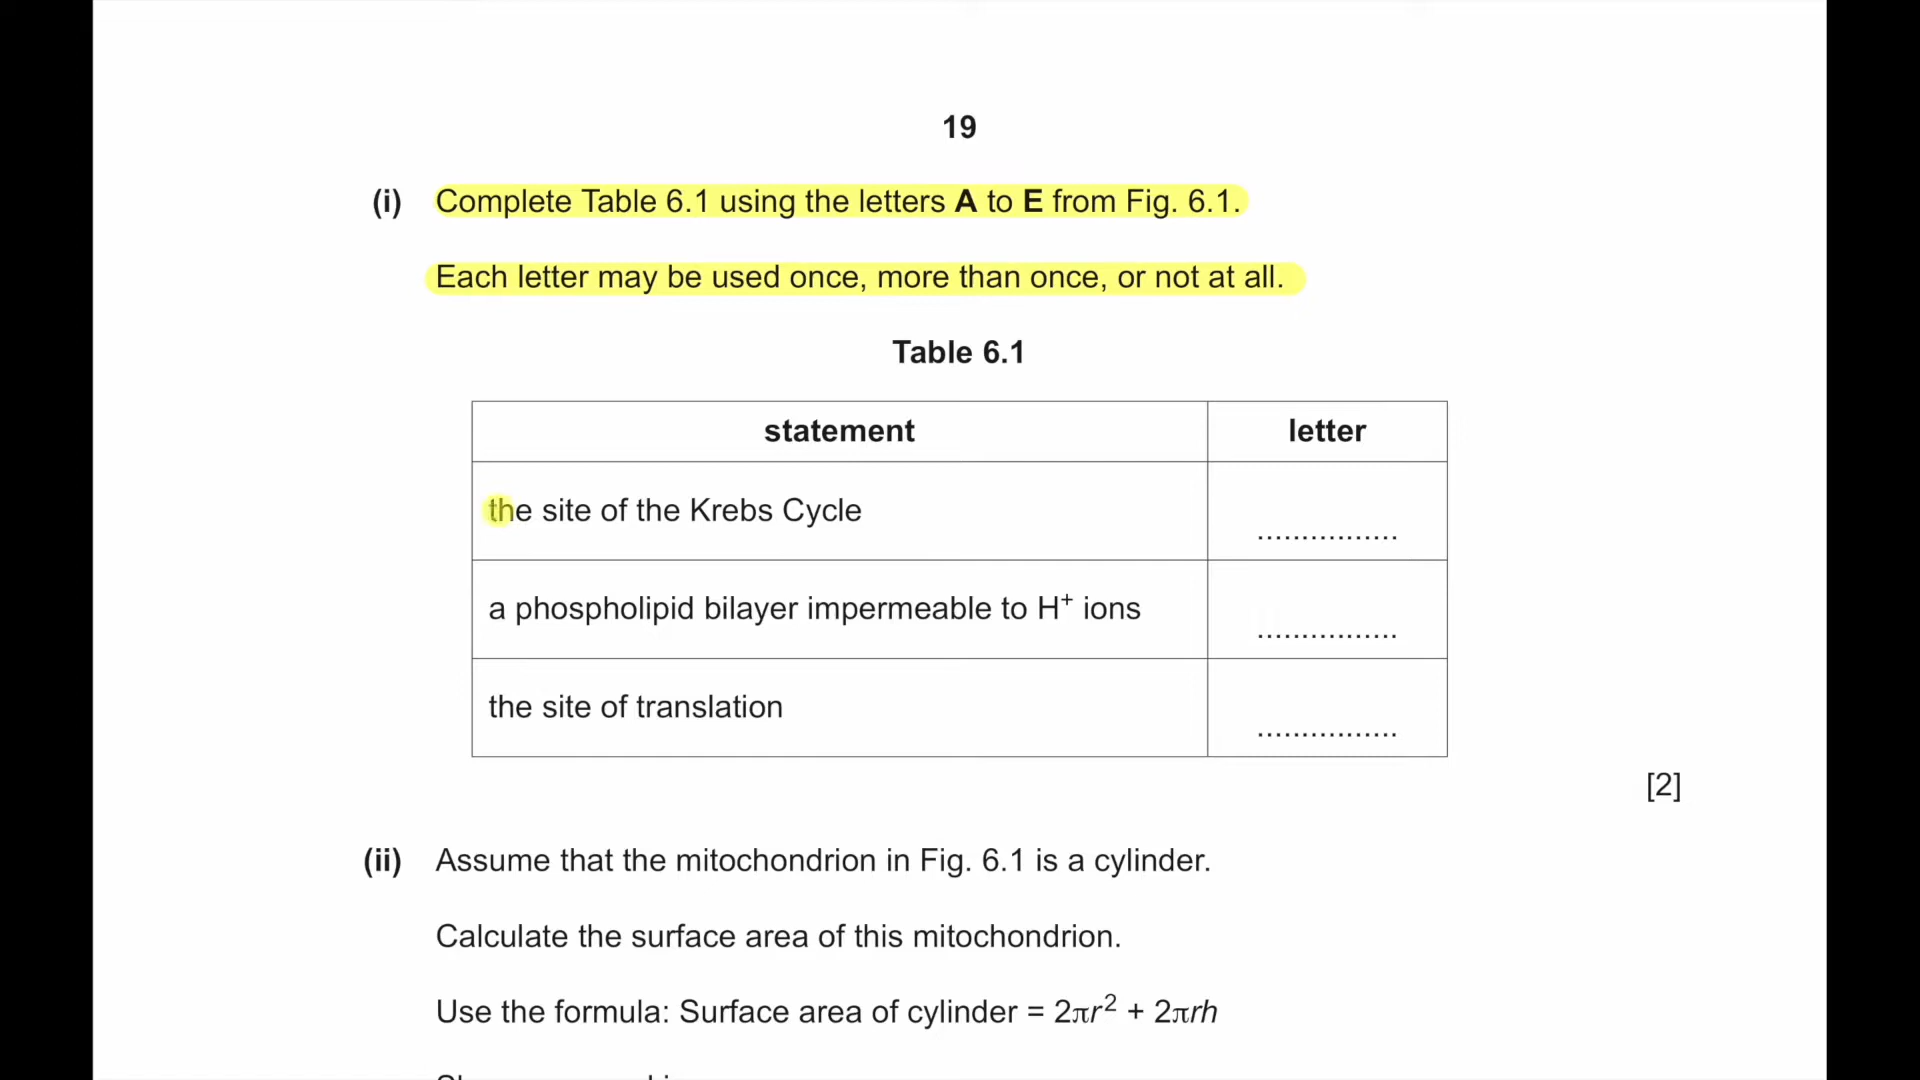 19
(i) Complete Table 6.1 using the letters A to E from Fig. 6.1.
Each letter may be used once, more than once, or not at all.
Table 6.1
statement letter
the site of the Krebs Cycle ................
a phospholipid bilayer impermeable to H⁺ ions ................
the site of translation ................
[2]
(ii) Assume that the mitochondrion in Fig. 6.1 is a cylinder.
Calculate the surface area of this mitochondrion.
Use the formula: Surface area of cylinder = 2πr² + 2πrh